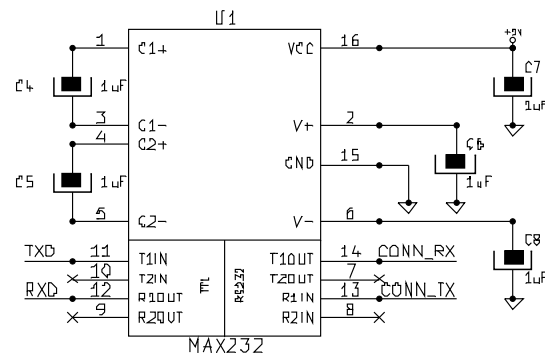 U1
1 C1+ VCC 16 +5V
C4 1uF C7 1uF
3 C1- V+ 2
4 C2+ C6 1uF
GND 15
C5 1uF
5 C2- V- 6
C8 1uF
TXD 11 T1IN T1OUT 14 CONN_RX
10 T2IN T2OUT 7
TTL RS232
RXD 12 R1OUT R1IN 13 CONN_TX
9 R2OUT R2IN 8
MAX232